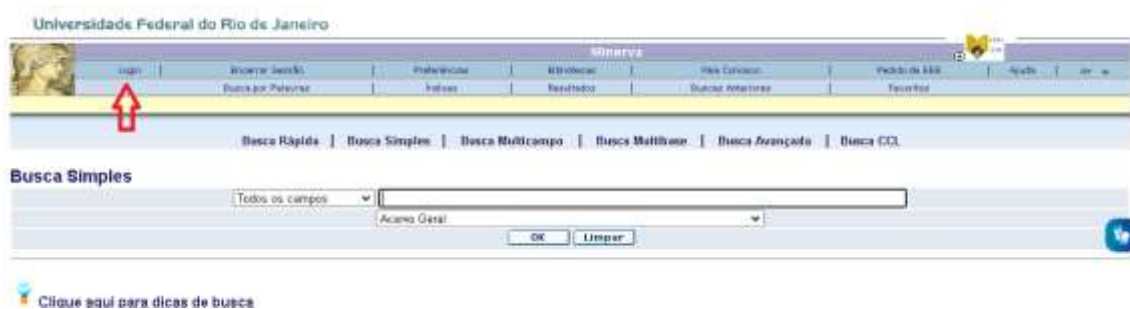 Universidade Federal do Rio de Janeiro
Minerva
Login | Encerrar Sessão | Preferências | Bibliotecas | Fale Conosco | Pedido de EEB | Ajuda
Busca por Palavras | Índices | Resultados | Buscas Anteriores | Favoritos
Busca Rápida | Busca Simples | Busca Multicampo | Busca Multibase | Busca Avançada | Busca CCL
Busca Simples
Todos os campos
Acervo Geral
OK Limpar
Clique aqui para dicas de busca